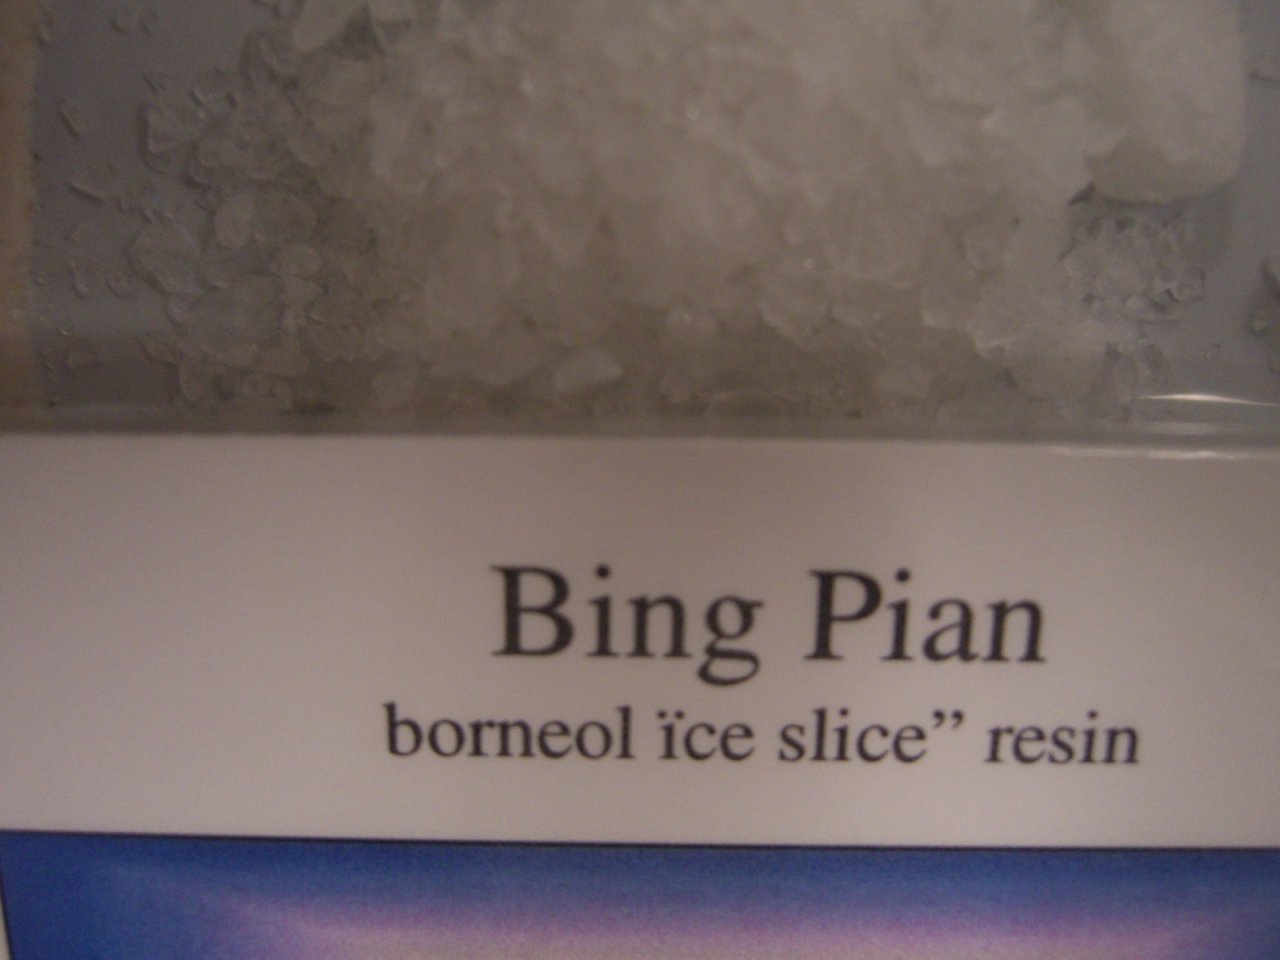 Bing Pian
borneol ïce slice” resin